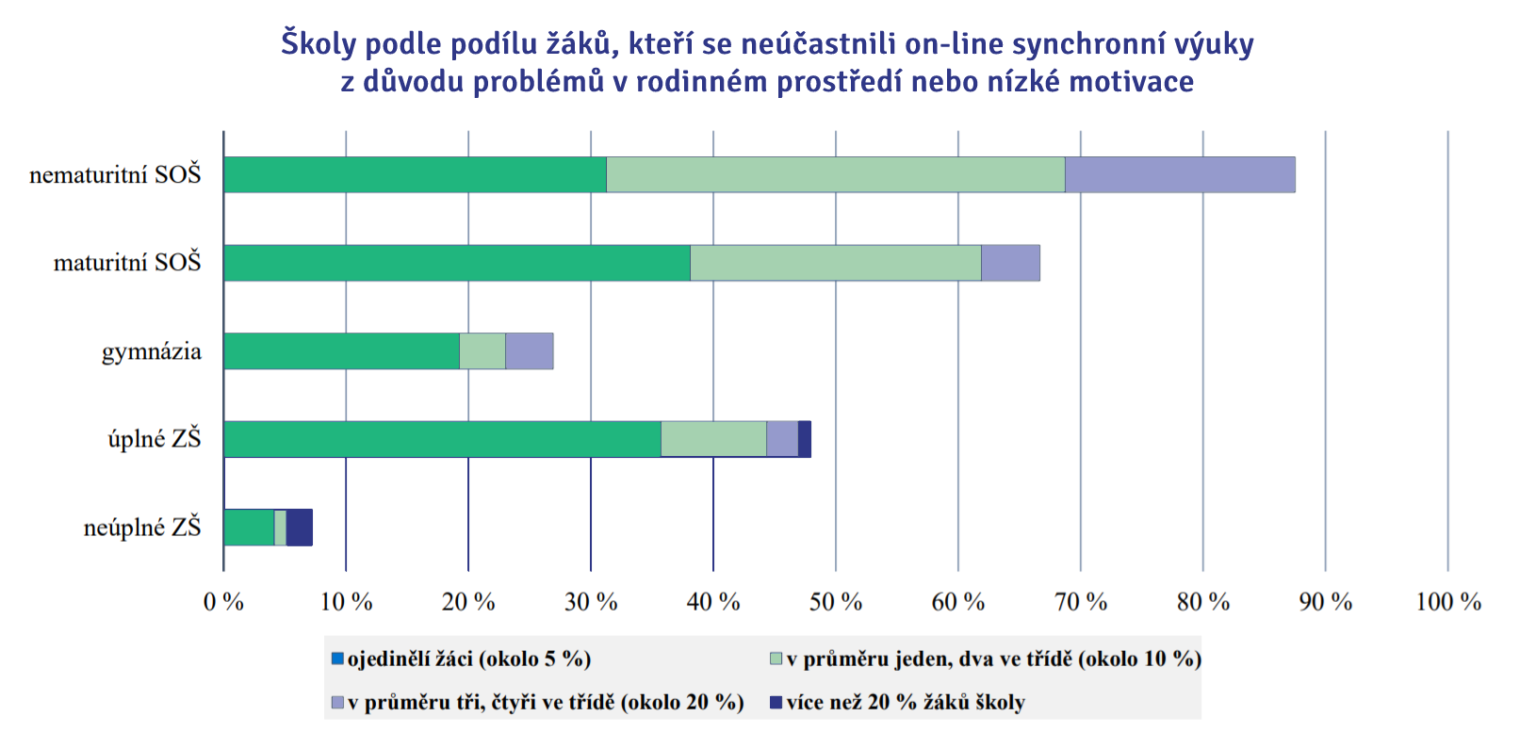 Školy podle podílu žáků, kteří se neúčastnili on-line synchronní výuky
z důvodu problémů v rodinném prostředí nebo nízké motivace
nematuritní SOŠ
maturitní SOŠ
gymnázia
úplné ZŠ
neúplné ZŠ
0 % 10 % 20 % 30 % 40 % 50 % 60 % 70 % 80 % 90 % 100 %
ojedinělí žáci (okolo 5 %) v průměru jeden, dva ve třídě (okolo 10 %)
v průměru tři, čtyři ve třídě (okolo 20 %) více než 20 % žáků školy